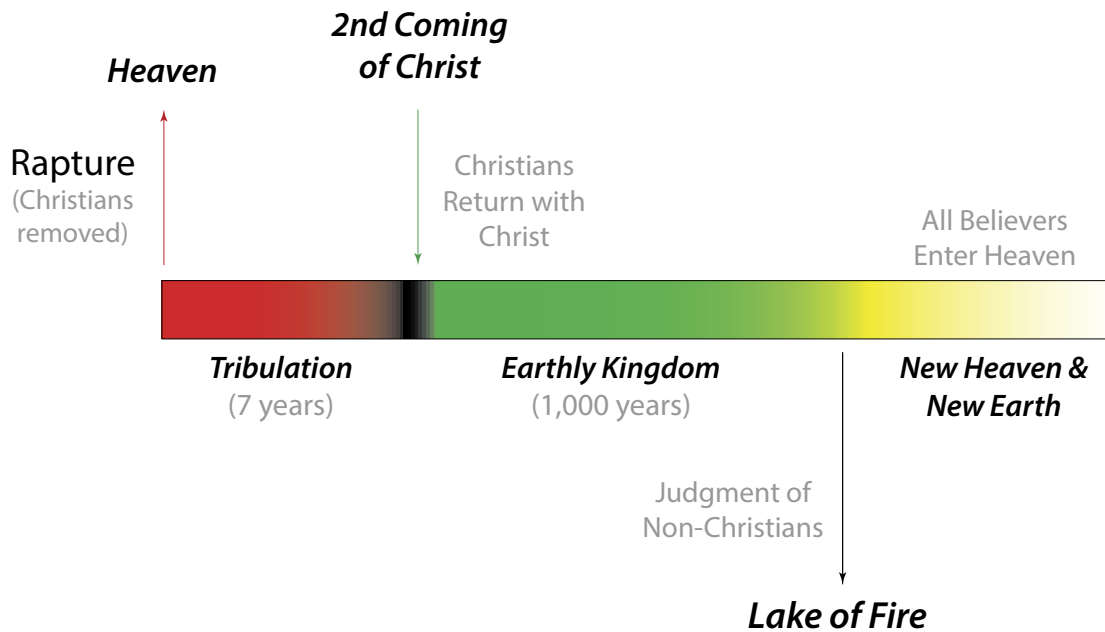 2nd Coming
of Christ
Heaven
Rapture
(Christians
removed)
Christians
Return with
Christ
All Believers
Enter Heaven
Tribulation
(7 years)
Earthly Kingdom
(1,000 years)
New Heaven &
New Earth
Judgment of
Non-Christians
Lake of Fire